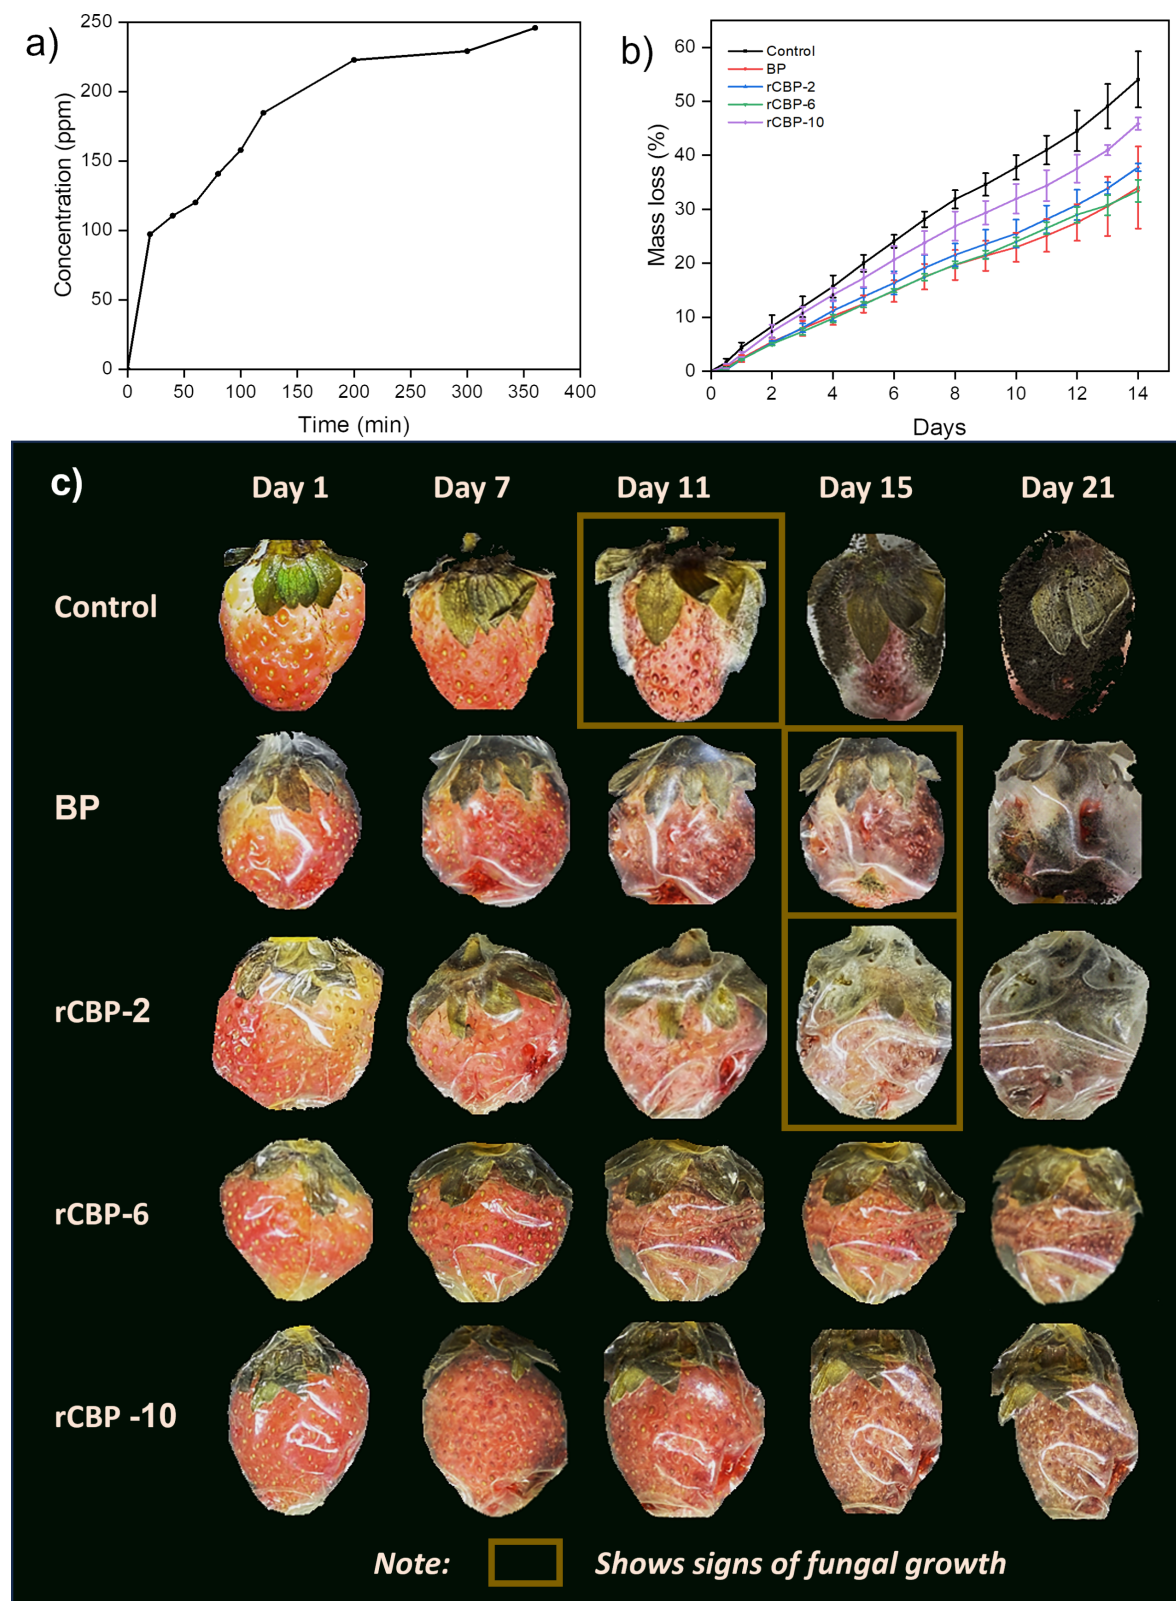 a)
250
200
150
100
50
0
Concentration (ppm)
0 50 100 150 200 250 300 350 400
Time (min)
b)
60
50
40
30
20
10
0
Mass loss (%)
Control
BP
rCBP-2
rCBP-6
rCBP-10
0 2 4 6 8 10 12 14
Days
c)
Day 1 Day 7 Day 11 Day 15 Day 21
Control
BP
rCBP-2
rCBP-6
rCBP -10
Note: Shows signs of fungal growth